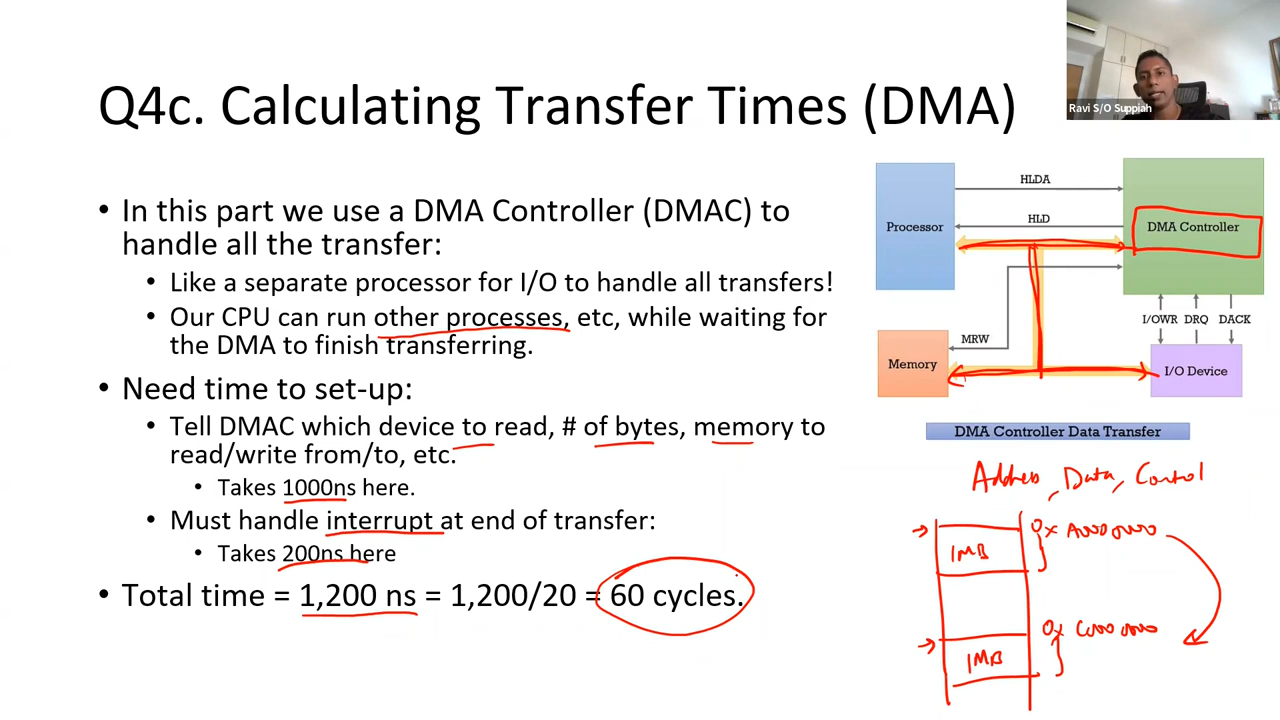 Q4c. Calculating Transfer Times (DMA)
Ravi S/O Suppiah
• In this part we use a DMA Controller (DMAC) to
handle all the transfer:
• Like a separate processor for I/O to handle all transfers!
• Our CPU can run other processes, etc, while waiting for
the DMA to finish transferring.
• Need time to set-up:
• Tell DMAC which device to read, # of bytes, memory to
read/write from/to, etc.
• Takes 1000ns here.
• Must handle interrupt at end of transfer:
• Takes 200ns here
• Total time = 1,200 ns = 1,200/20 = 60 cycles.
HLDA
Processor
HLD
DMA Controller
I/OWR DRQ DACK
MRW
Memory
I/O Device
DMA Controller Data Transfer
Address, Data, Control
0x A0000000
1MB
0x C0000000
1MB